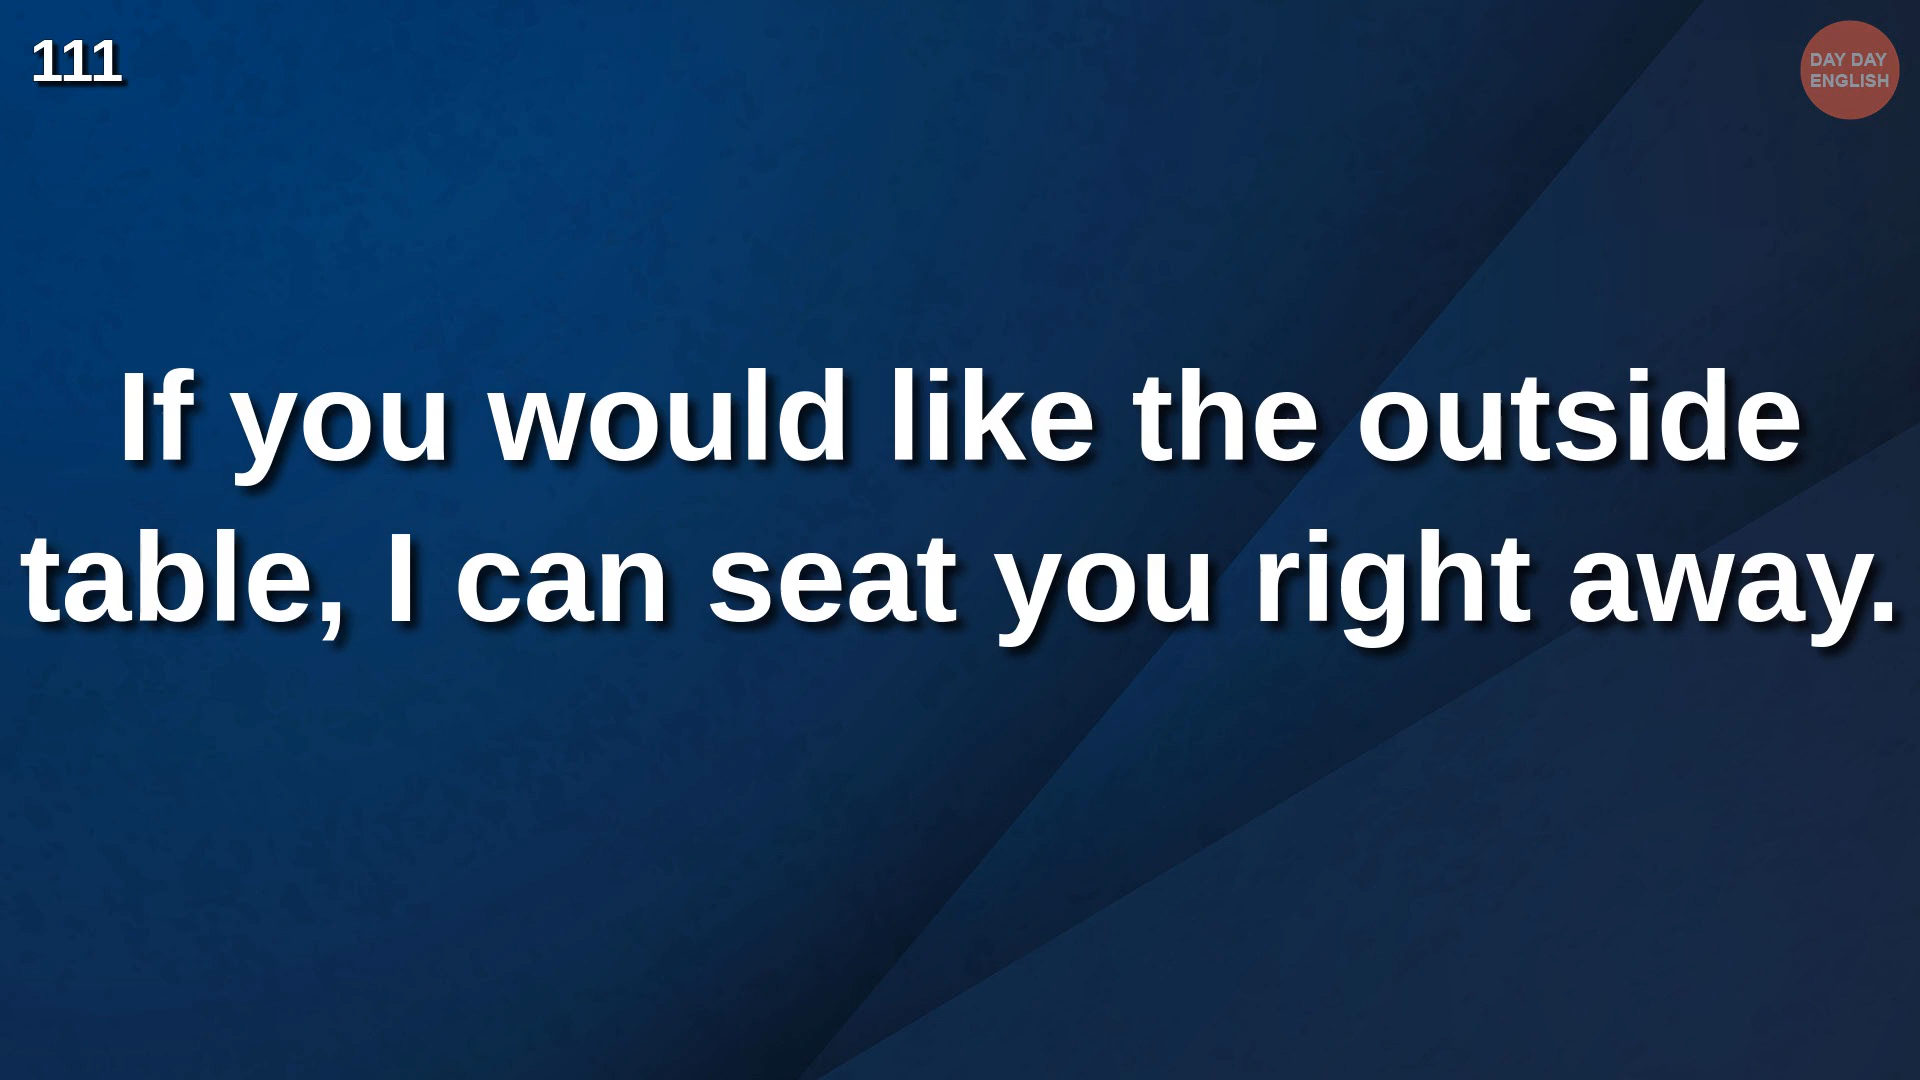 111
DAY DAY
ENGLISH
If you would like the outside
table, I can seat you right away.